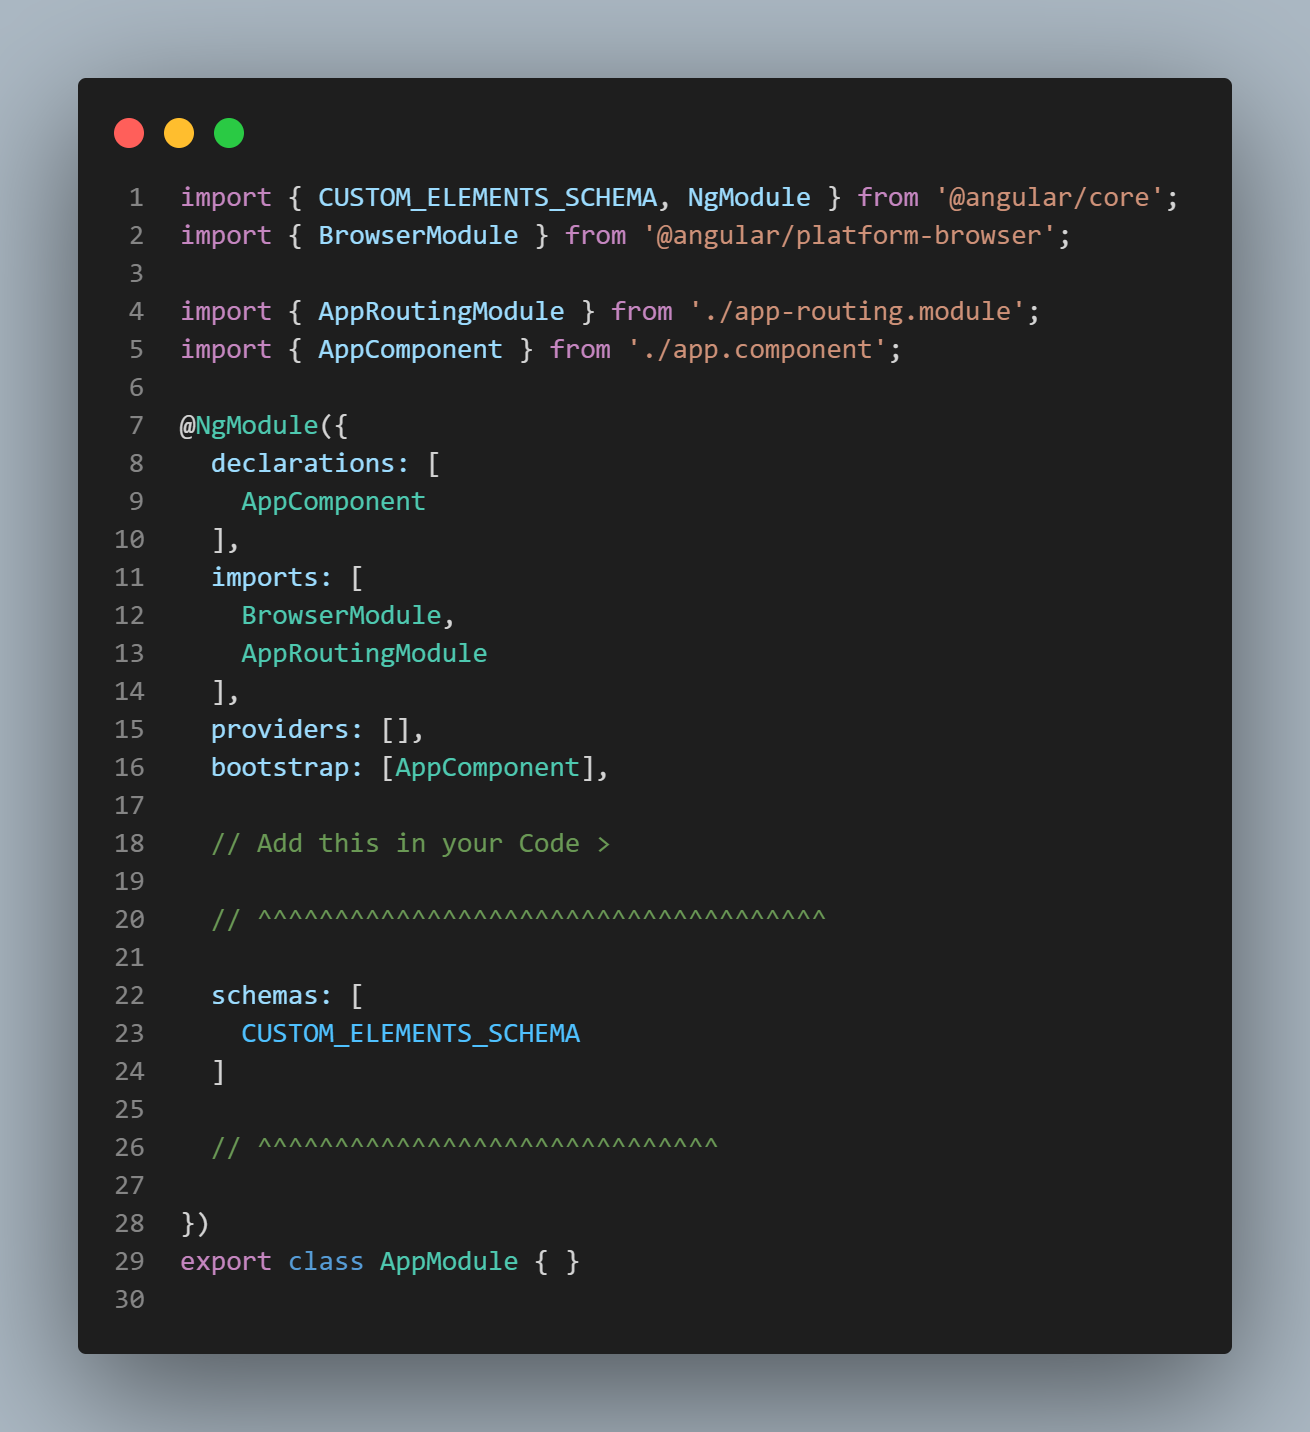 1 import { CUSTOM_ELEMENTS_SCHEMA, NgModule } from '@angular/core';
2 import { BrowserModule } from '@angular/platform-browser';
3
4 import { AppRoutingModule } from './app-routing.module';
5 import { AppComponent } from './app.component';
6
7 @NgModule({
8   declarations: [
9     AppComponent
10   ],
11   imports: [
12     BrowserModule,
13     AppRoutingModule
14   ],
15   providers: [],
16   bootstrap: [AppComponent],
17
18   // Add this in your Code >
19
20   // ^^^^^^^^^^^^^^^^^^^^^^^^^^^^^^^^^^^^^
21
22   schemas: [
23     CUSTOM_ELEMENTS_SCHEMA
24   ]
25
26   // ^^^^^^^^^^^^^^^^^^^^^^^^^^^^^^
27
28 })
29 export class AppModule { }
30